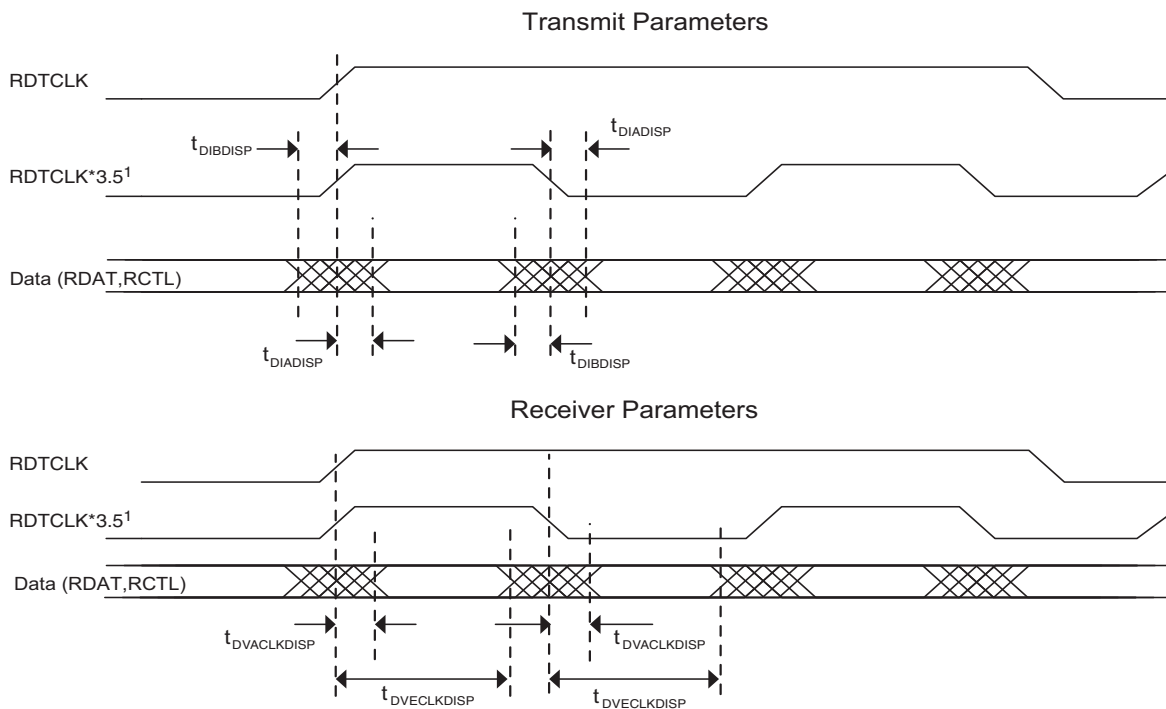 Transmit Parameters
RDTCLK
tDIBDISP
tDIADISP
RDTCLK*3.5¹
Data (RDAT,RCTL)
tDIADISP
tDIBDISP
Receiver Parameters
RDTCLK
RDTCLK*3.5¹
Data (RDAT,RCTL)
tDVACLKDISP
tDVACLKDISP
tDVECLKDISP
tDVECLKDISP